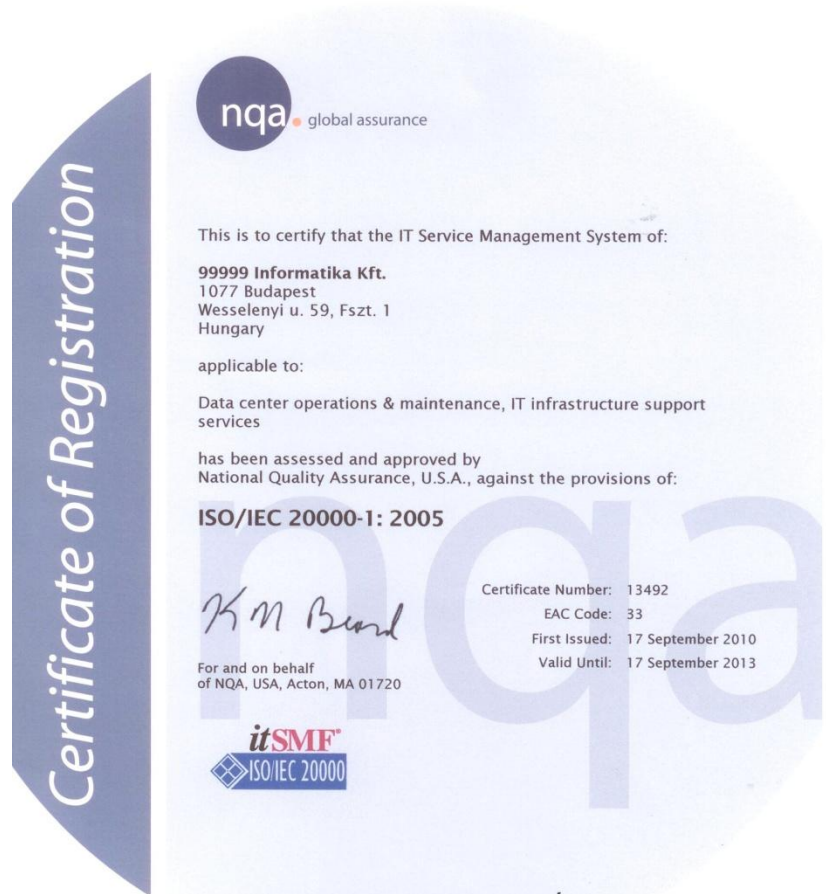 Certificate of Registration
nqa. global assurance
This is to certify that the IT Service Management System of:
99999 Informatika Kft.
1077 Budapest
Wesselenyi u. 59, Fszt. 1
Hungary
applicable to:
Data center operations & maintenance, IT infrastructure support
services
has been assessed and approved by
National Quality Assurance, U.S.A., against the provisions of:
ISO/IEC 20000-1: 2005
nqa
K M Beard
Certificate Number: 13492
EAC Code: 33
First Issued: 17 September 2010
Valid Until: 17 September 2013
For and on behalf
of NQA, USA, Acton, MA 01720
itSMF®
ISO/IEC 20000